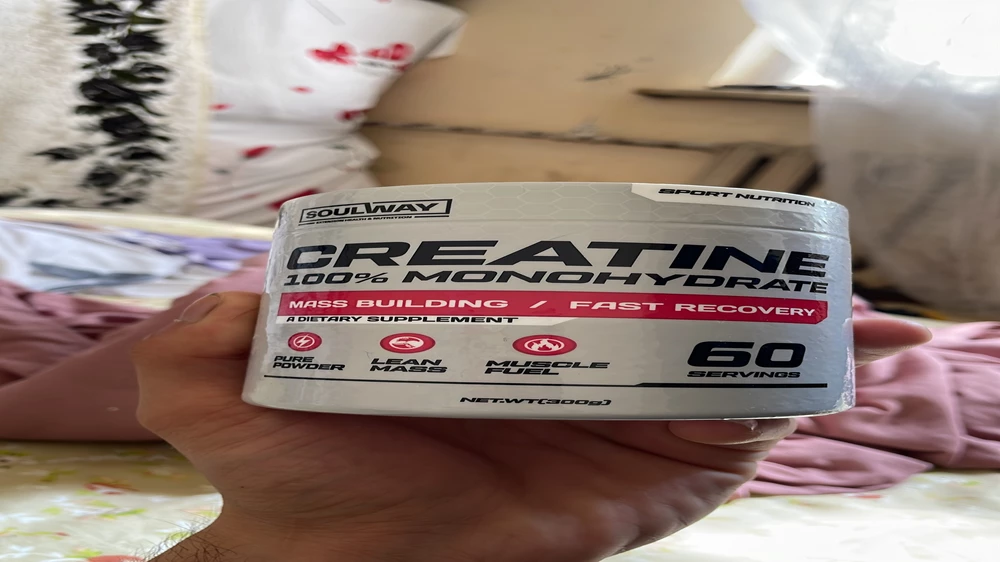 SPORT NUTRITION
SOULWAY
CREATINE
100% MONOHYDRATE
MASS BUILDING / FAST RECOVERY
A DIETARY SUPPLEMENT
PURE
POWDER
LEAN
MASS
MUSCLE
FUEL
60
SERVINGS
NET.WT(300g)